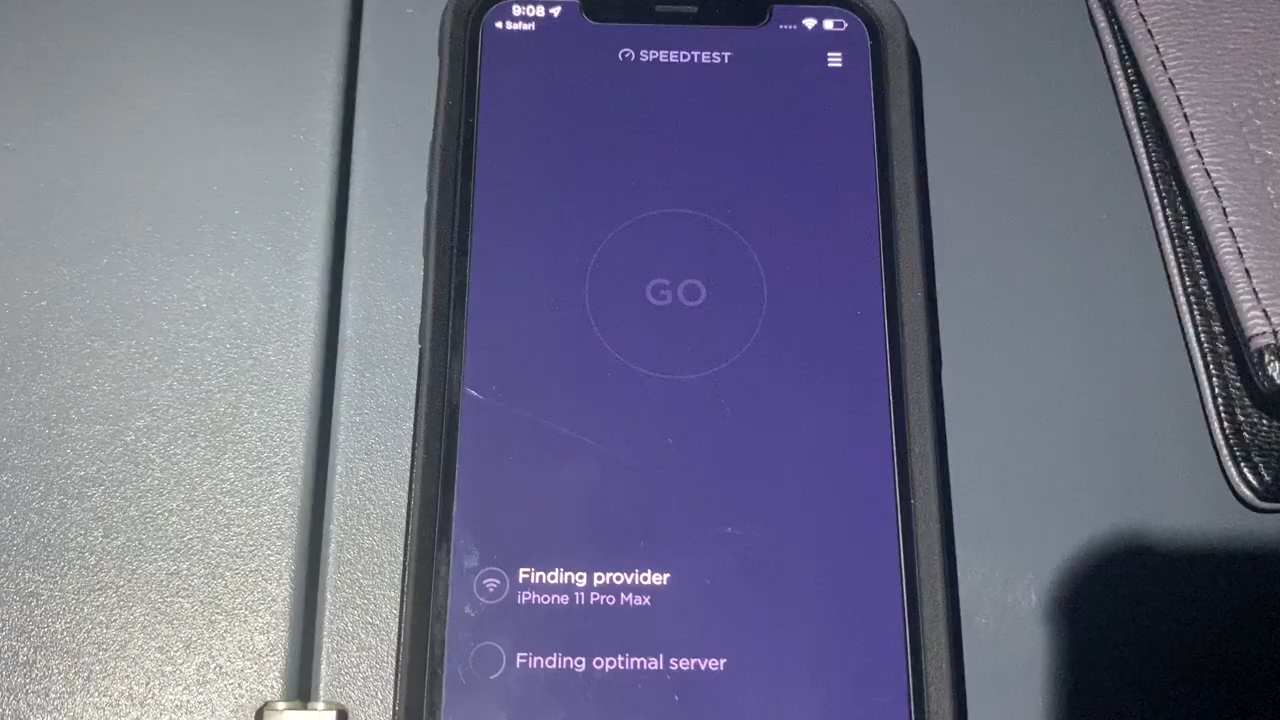 9:08
Safari
SPEEDTEST
GO
Finding provider
iPhone 11 Pro Max
Finding optimal server